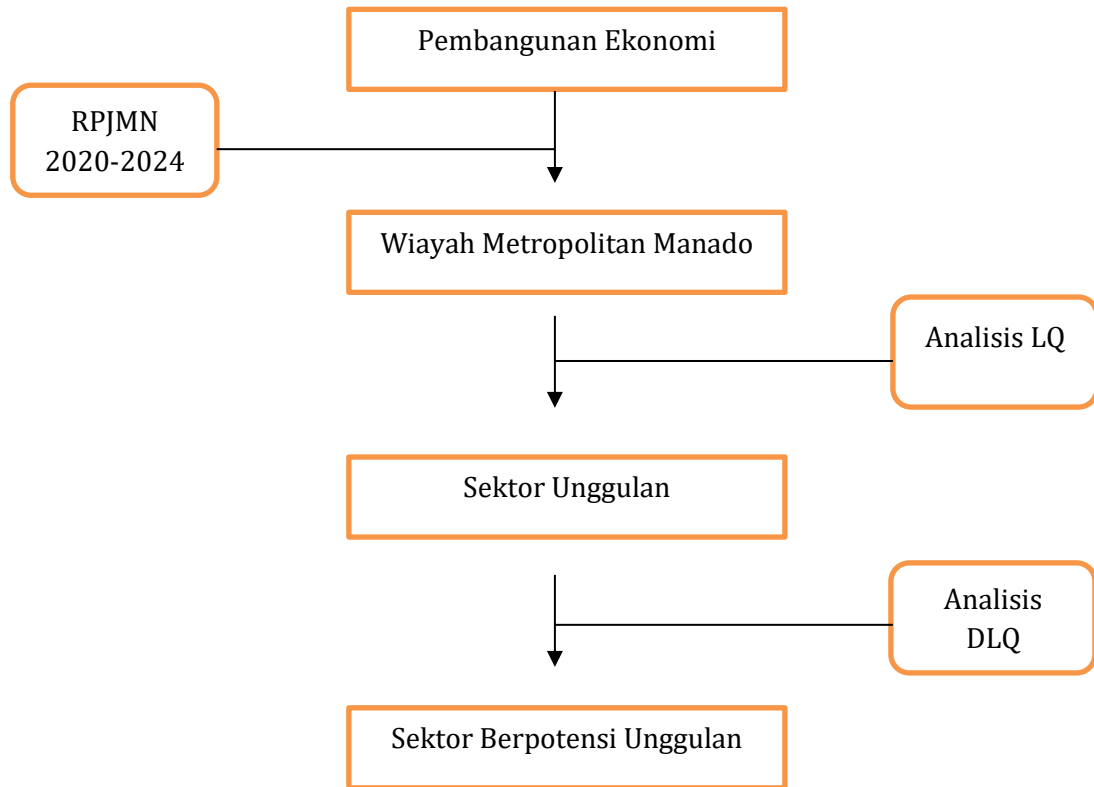 Pembangunan Ekonomi
RPJMN
2020-2024
Wiayah Metropolitan Manado
Analisis LQ
Sektor Unggulan
Analisis
DLQ
Sektor Berpotensi Unggulan